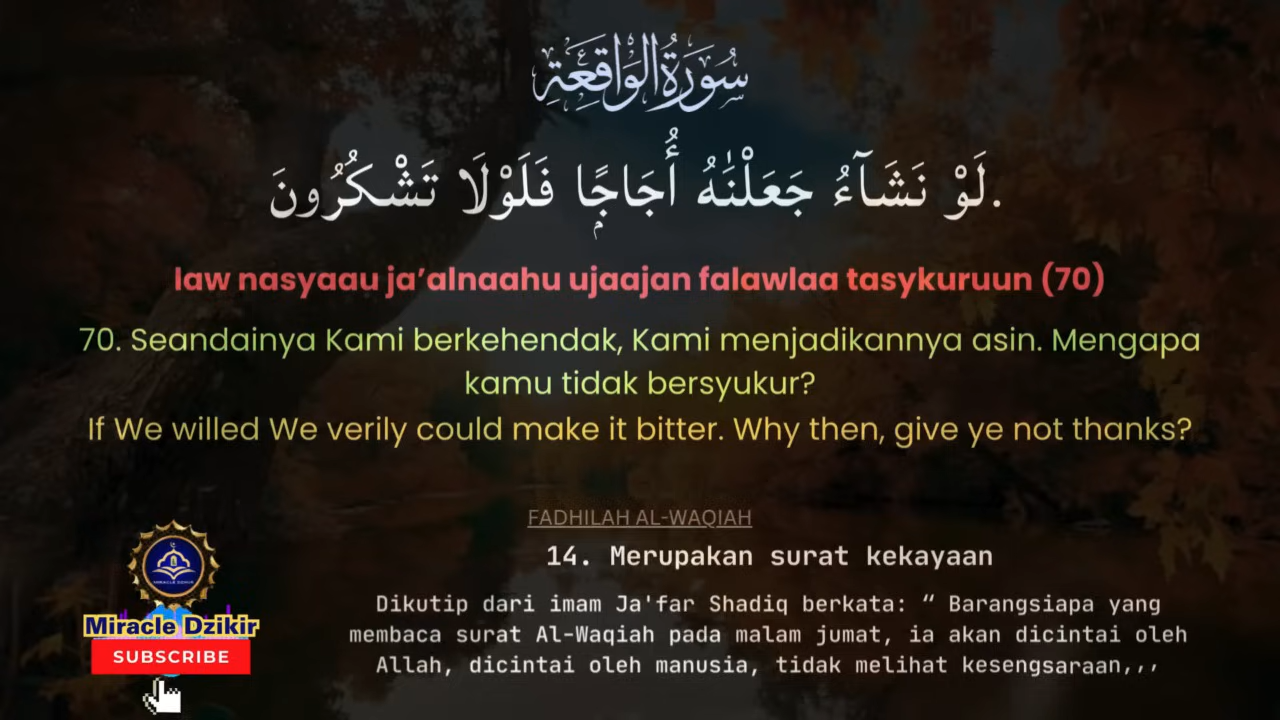 سُورَةُ الْوَاقِعَةِ
لَوْ نَشَآءُ جَعَلْنٰهُ أُجَاجًۭا فَلَوْلَا تَشْكُرُونَ.
law nasyaau ja’alnaahu ujaajan falawlaa tasykuruun (70)
70. Seandainya Kami berkehendak, Kami menjadikannya asin. Mengapa
kamu tidak bersyukur?
If We willed We verily could make it bitter. Why then, give ye not thanks?
FADHILAH AL-WAQIAH
14. Merupakan surat kekayaan
Dikutip dari imam Ja'far Shadiq berkata: “ Barangsiapa yang
membaca surat Al-Waqiah pada malam jumat, ia akan dicintai oleh
Allah, dicintai oleh manusia, tidak melihat kesengsaraan,,,
MIRACLE DZIKIR
Miracle Dzikir
SUBSCRIBE